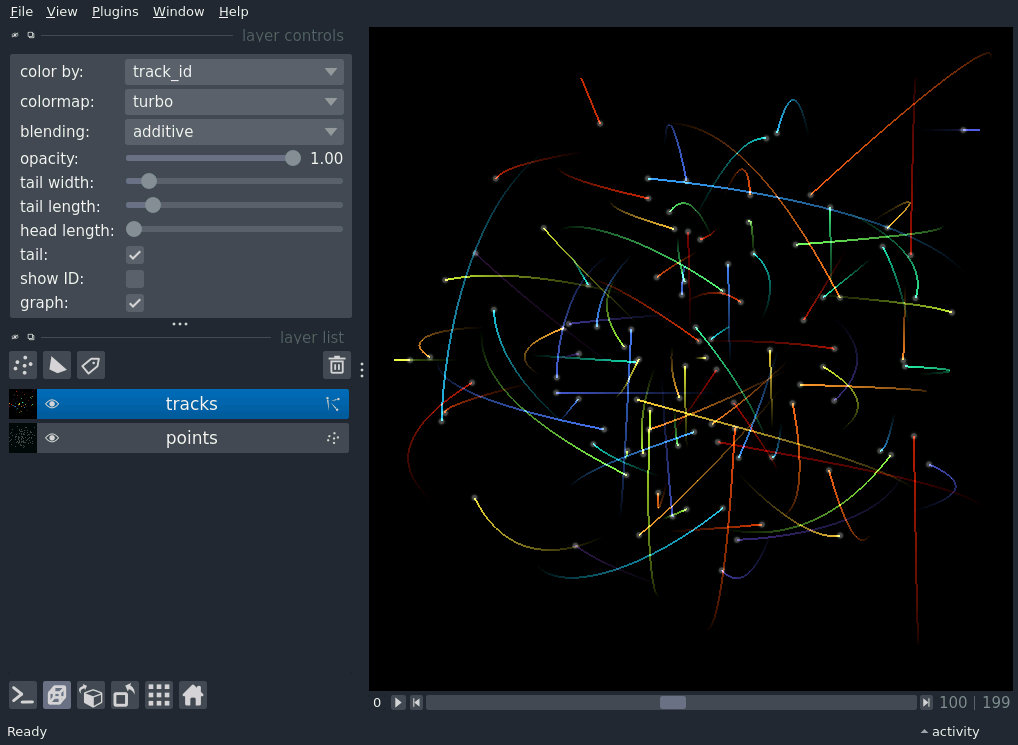 File View Plugins Window Help
layer controls
color by: track_id
colormap: turbo
blending: additive
opacity: 1.00
tail width:
tail length:
head length:
tail:
show ID:
graph:
layer list
tracks
points
0 100 | 199
Ready activity